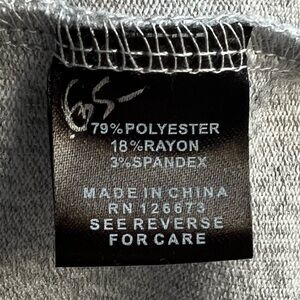 79%POLYESTER
18%RAYON
3%SPANDEX
MADE IN CHINA
RN 126673
SEE REVERSE
FOR CARE